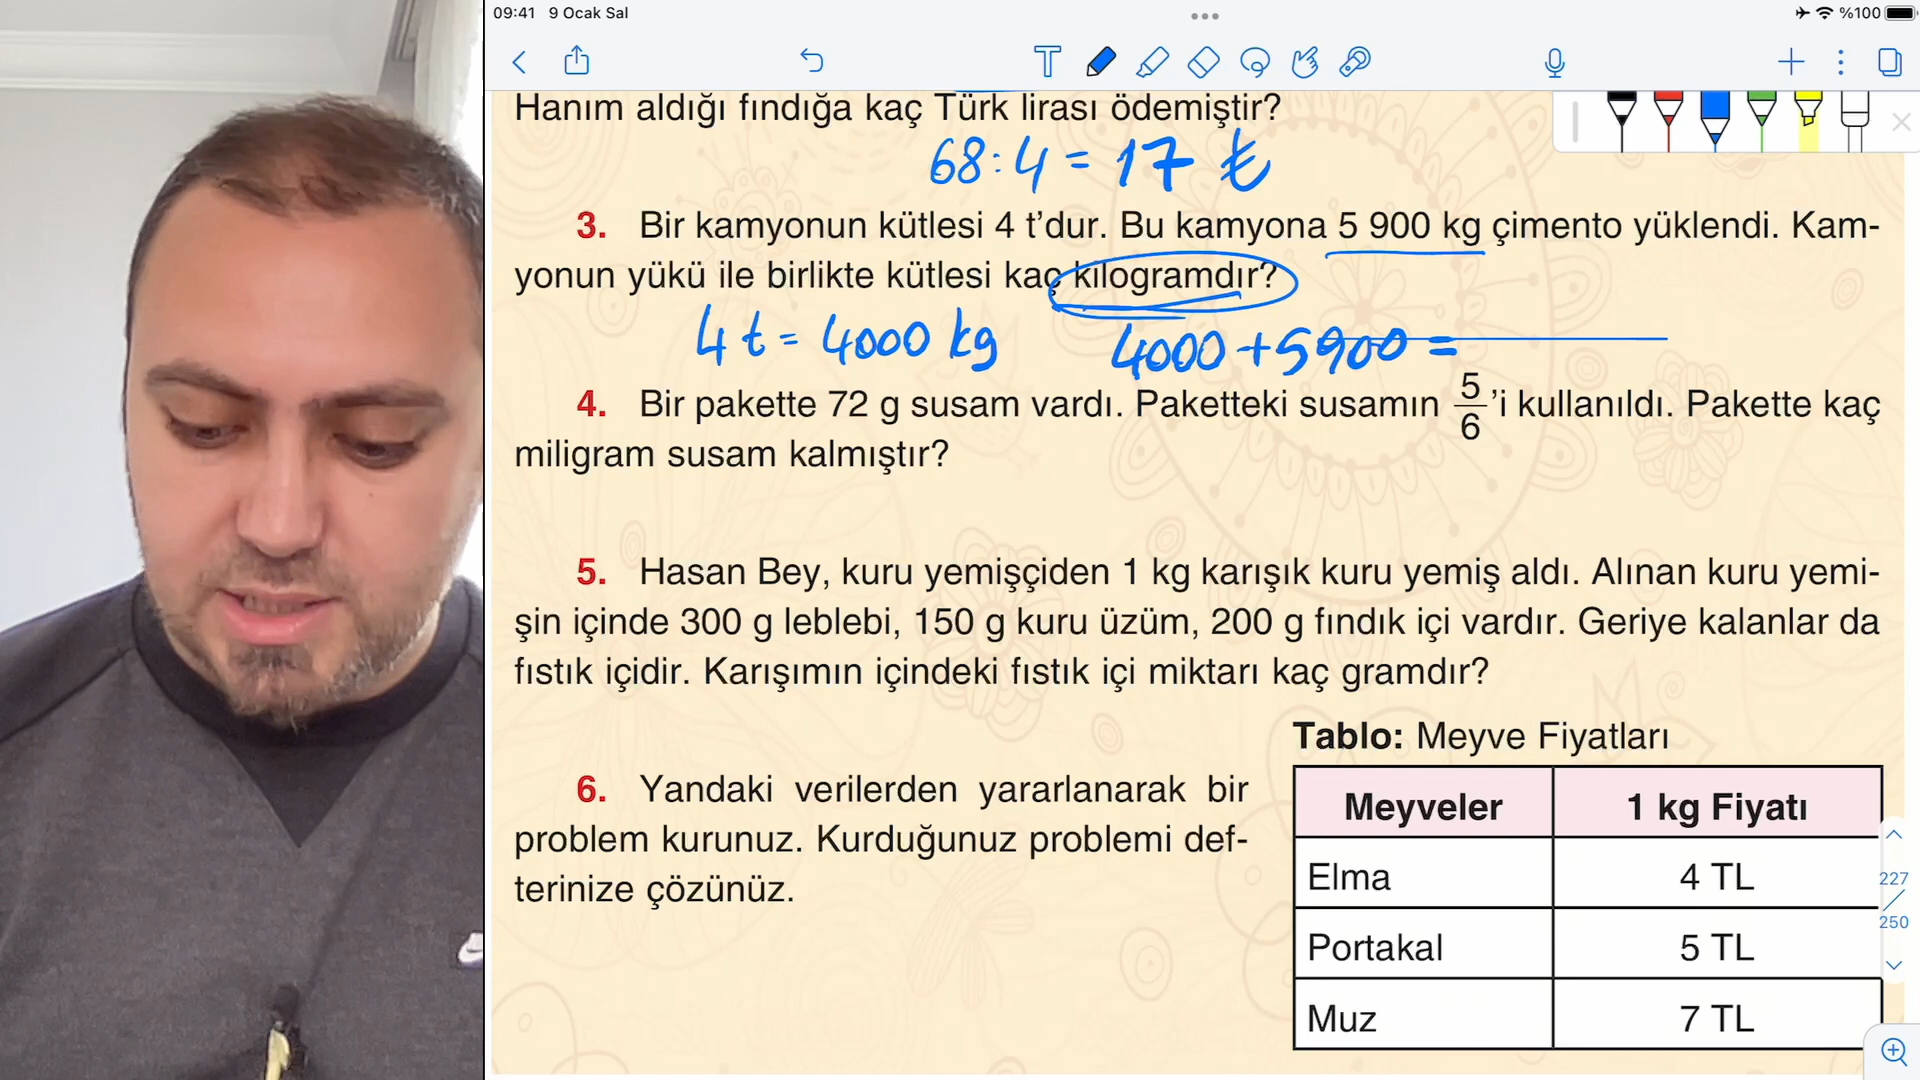 09:41 9 Ocak Sal
%100
Hanım aldığı fındığa kaç Türk lirası ödemiştir?
68:4 = 17 ₺
3. Bir kamyonun kütlesi 4 t’dur. Bu kamyona 5 900 kg çimento yüklendi. Kam-
yonun yükü ile birlikte kütlesi kaç kilogramdır?
4 t = 4000 kg 4000+5900 =
4. Bir pakette 72 g susam vardı. Paketteki susamın 5/6 ’i kullanıldı. Pakette kaç
miligram susam kalmıştır?
5. Hasan Bey, kuru yemişçiden 1 kg karışık kuru yemiş aldı. Alınan kuru yemi-
şin içinde 300 g leblebi, 150 g kuru üzüm, 200 g fındık içi vardır. Geriye kalanlar da
fıstık içidir. Karışımın içindeki fıstık içi miktarı kaç gramdır?
6. Yandaki verilerden yararlanarak bir
problem kurunuz. Kurduğunuz problemi def-
terinize çözünüz.
Tablo: Meyve Fiyatları
Meyveler 1 kg Fiyatı
Elma 4 TL
Portakal 5 TL
Muz 7 TL
227
250